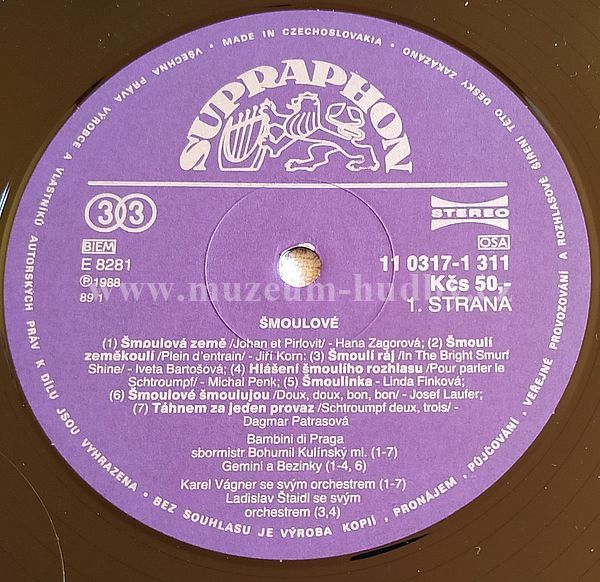 VŠECHNA PRÁVA VÝROBCE A VLASTNÍKŮ AUTORSKÝCH PRÁV K DÍLU JSOU VYHRAZENA • BEZ SOUHLASU JE VÝROBA KOPIÍ, PRONÁJEM, PŮJČOVÁNÍ, VEŘEJNÉ PROVOZOVÁNÍ A ROZHLASOVÉ ŠÍŘENÍ TÉTO DESKY ZAKÁZÁNO • MADE IN CZECHOSLOVAKIA •
SUPRAPHON
33
STEREO
BIEM
OSA
E 8281
11 0317-1 311
℗1988
Kčs 50,-
89 1
1. STRANA
www.muzeum-hudby.cz
ŠMOULOVÉ
(1) Šmoulová země /Johan et Pirlovit/ - Hana Zagorová; (2) Šmoulí
zeměkoulí /Plein d'entrain/ - Jiří Korn; (3) Šmoulí ráj /In The Bright Smurf
Shine/ - Iveta Bartošová; (4) Hlášení šmoulího rozhlasu /Pour parler le
Schtroumpf/ - Michal Penk; (5) Šmoulinka - Linda Finková;
(6) Šmoulové šmoulujou /Doux, doux, bon, bon/ - Josef Laufer;
(7) Táhnem za jeden provaz /Schtroumpf deux, trois/ -
Dagmar Patrasová
Bambini di Praga
sbormistr Bohumil Kulínský ml. (1-7)
Gemini a Bezinky (1-4, 6)
Karel Vágner se svým orchestrem (1-7)
Ladislav Štaidl se svým
orchestrem (3,4)